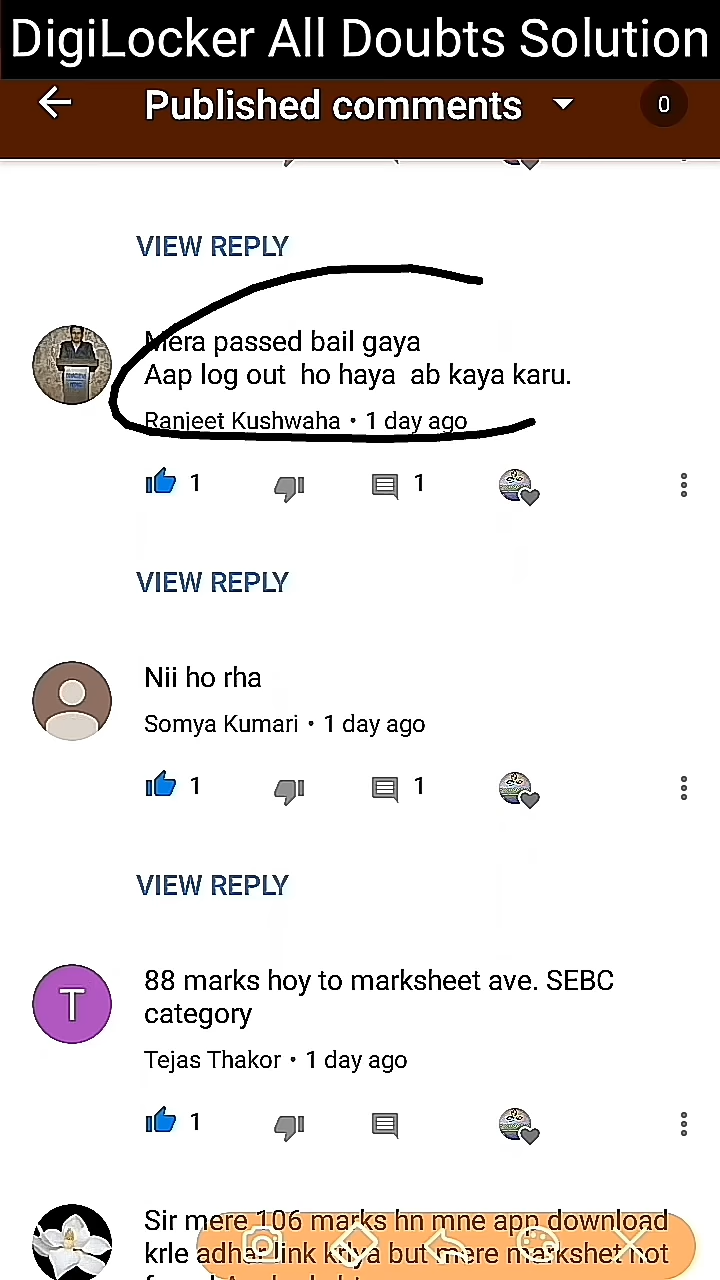 DigiLocker All Doubts Solution
Published comments
0
VIEW REPLY
Mera passed bail gaya
Aap log out ho haya ab kaya karu.
Ranjeet Kushwaha • 1 day ago
1
1
VIEW REPLY
Nii ho rha
Somya Kumari • 1 day ago
1
1
VIEW REPLY
T
88 marks hoy to marksheet ave. SEBC
category
Tejas Thakor • 1 day ago
1
Sir mere 106 marks hn mne app download
krle adhar link kriya but mere markshet not